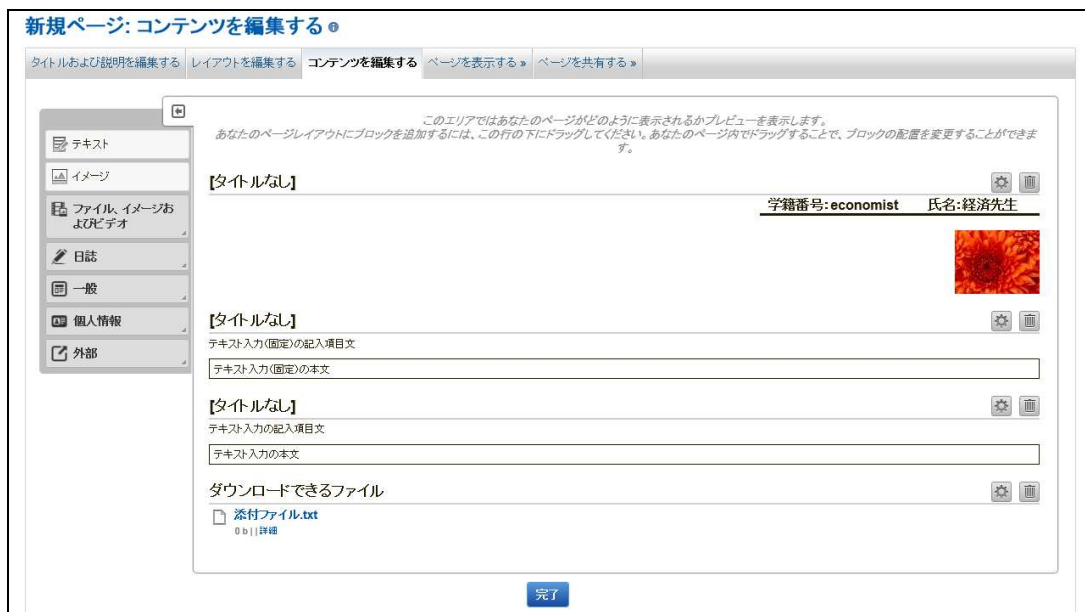 新規ページ: コンテンツを編集する
タイトルおよび説明を編集する レイアウトを編集する コンテンツを編集する ページを表示する » ページを共有する »
このエリアではあなたのページがどのように表示されるかプレビューを表示します。
あなたのページレイアウトにブロックを追加するには、この行の下にドラッグしてください。あなたのページ内でドラッグすることで、ブロックの配置を変更することができま
す。
テキスト
イメージ
ファイル、イメージお
よびビデオ
日誌
一般
個人情報
外部
[タイトルなし]
学籍番号:economist 氏名:経済先生
[タイトルなし]
テキスト入力(固定)の記入項目文
テキスト入力(固定)の本文
[タイトルなし]
テキスト入力の記入項目文
テキスト入力の本文
ダウンロードできるファイル
添付ファイル.txt
0 b | | 詳細
完了